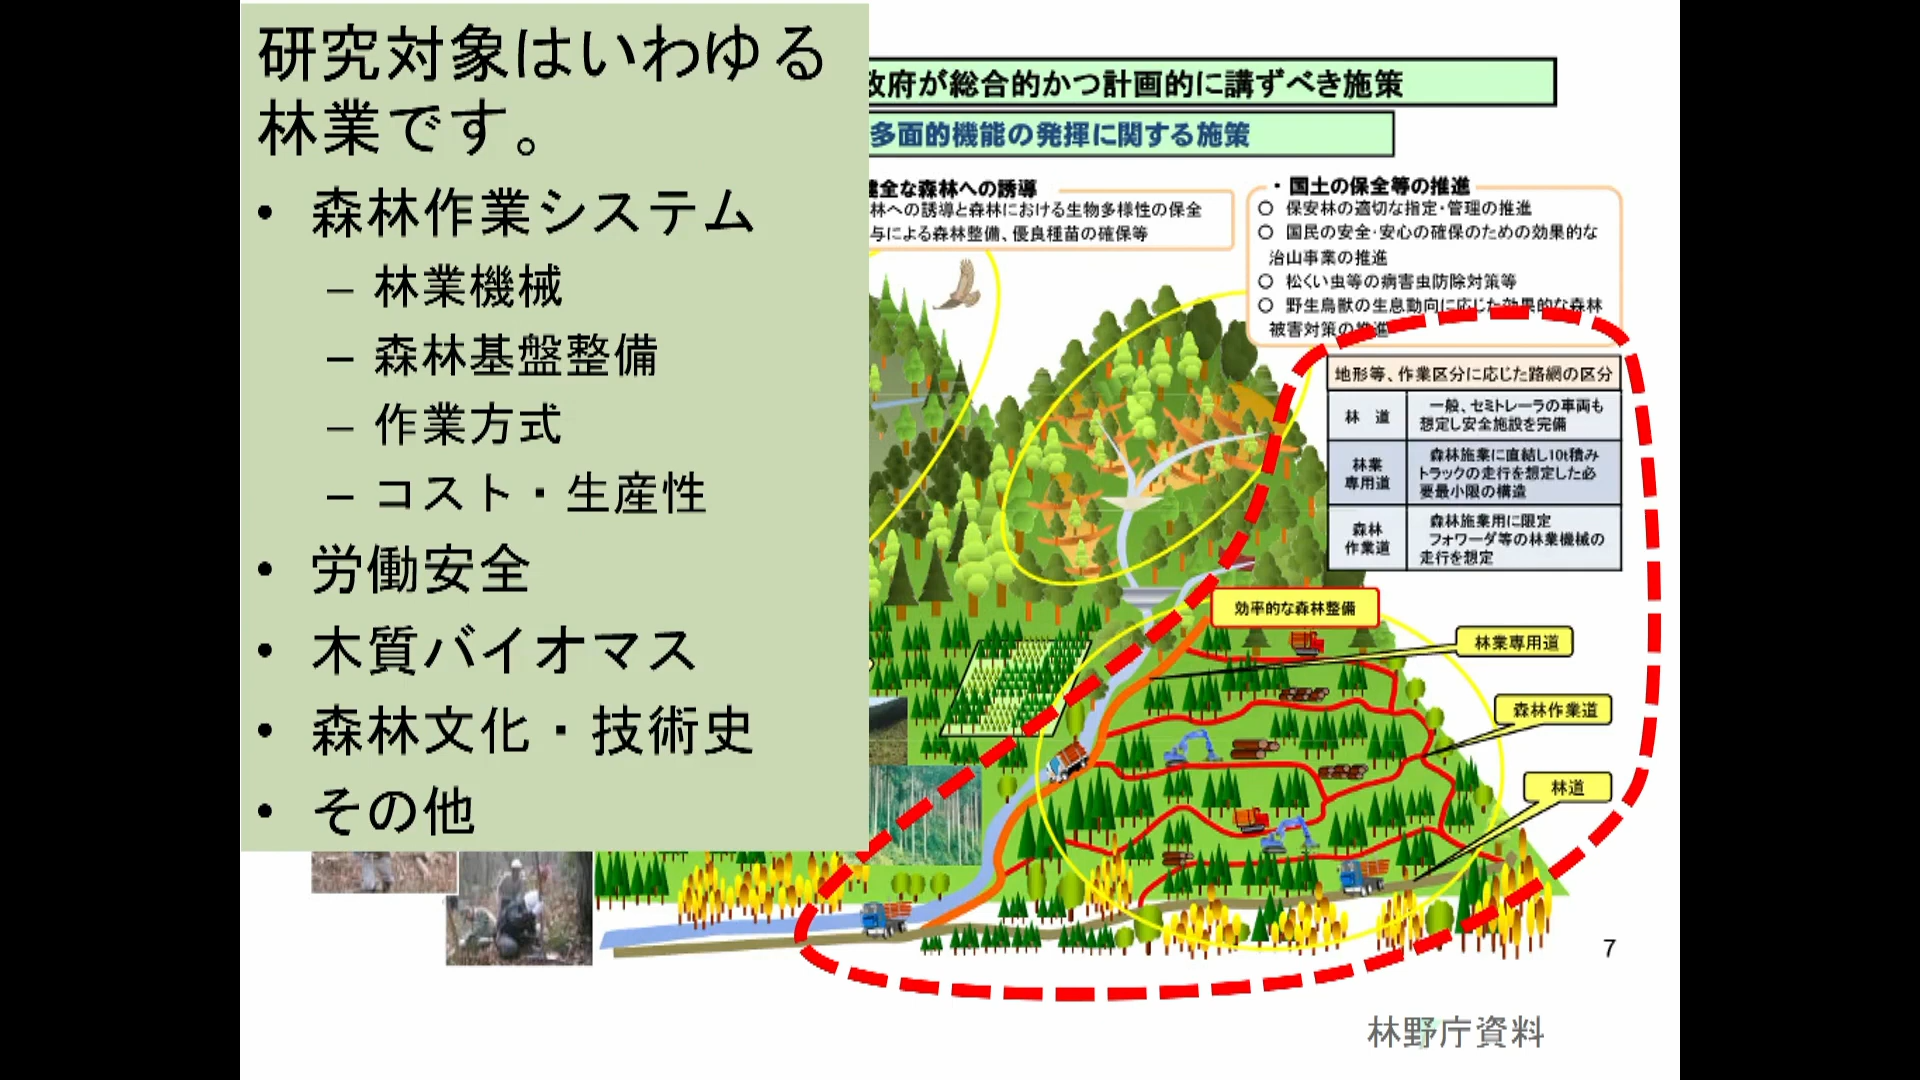 研究対象はいわゆる
林業です。
• 森林作業システム
– 林業機械
– 森林基盤整備
– 作業方式
– コスト・生産性
• 労働安全
• 木質バイオマス
• 森林文化・技術史
• その他
府が総合的かつ計画的に講ずべき施策
多面的機能の発揮に関する施策
全な森林への誘導
林への誘導と森林における生物多様性の保全
与による森林整備、優良種苗の確保等
・国土の保全等の推進
○ 保安林の適切な指定・管理の推進
○ 国民の安全・安心の確保のための効果的な
治山事業の推進
○ 松くい虫等の病害虫防除対策等
○ 野生鳥獣の生息動向に応じた効果的な森林
被害対策の推進
地形等、作業区分に応じた路網の区分
林 道
一般、セミトレーラの車両も
想定し安全施設を完備
林業
専用道
森林施業に直結し10t積み
トラックの走行を想定した必
要最小限の構造
森林
作業道
森林施業用に限定
フォワーダ等の林業機械の
走行を想定
効率的な森林整備
林業専用道
森林作業道
林道
7
林野庁資料